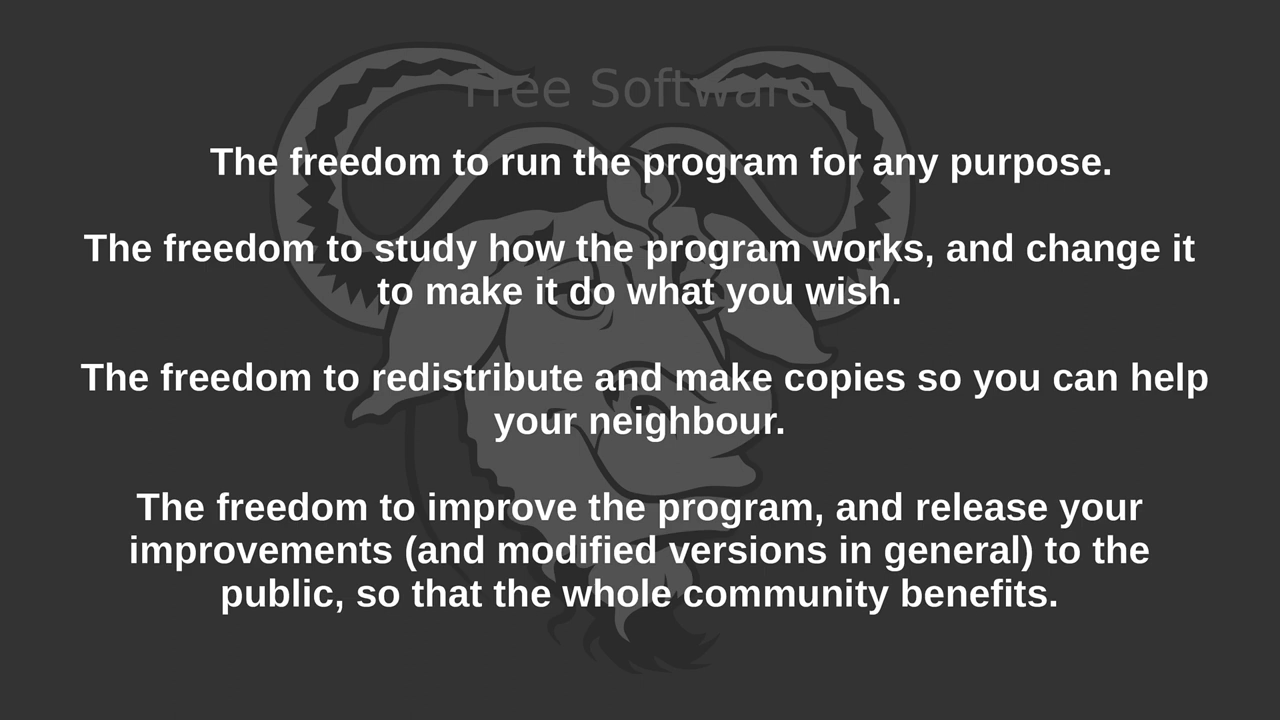 Free Software
The freedom to run the program for any purpose.
The freedom to study how the program works, and change it
to make it do what you wish.
The freedom to redistribute and make copies so you can help
your neighbour.
The freedom to improve the program, and release your
improvements (and modified versions in general) to the
public, so that the whole community benefits.